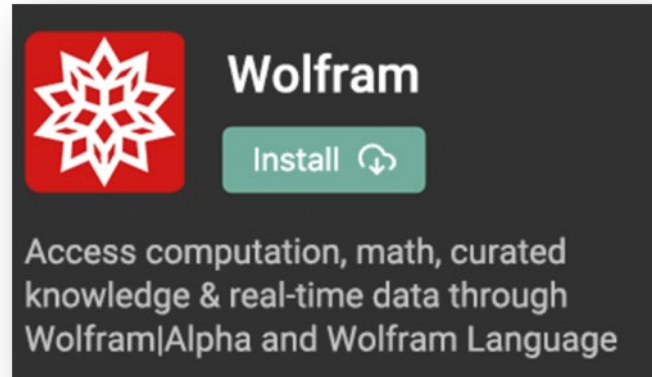 Wolfram
Install
Access computation, math, curated
knowledge & real-time data through
Wolfram|Alpha and Wolfram Language